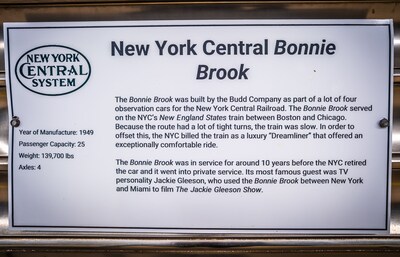 NEW YORK
CENTRAL
SYSTEM
New York Central Bonnie
Brook
Year of Manufacture: 1949
Passenger Capacity: 25
Weight: 139,700 lbs
Axles: 4
The Bonnie Brook was built by the Budd Company as part of a lot of four
observation cars for the New York Central Railroad. The Bonnie Brook served
on the NYC's New England States train between Boston and Chicago.
Because the route had a lot of tight turns, the train was slow. In order to
offset this, the NYC billed the train as a luxury "Dreamliner" that offered an
exceptionally comfortable ride.
The Bonnie Brook was in service for around 10 years before the NYC retired
the car and it went into private service. Its most famous guest was TV
personality Jackie Gleeson, who used the Bonnie Brook between New York
and Miami to film The Jackie Gleeson Show.